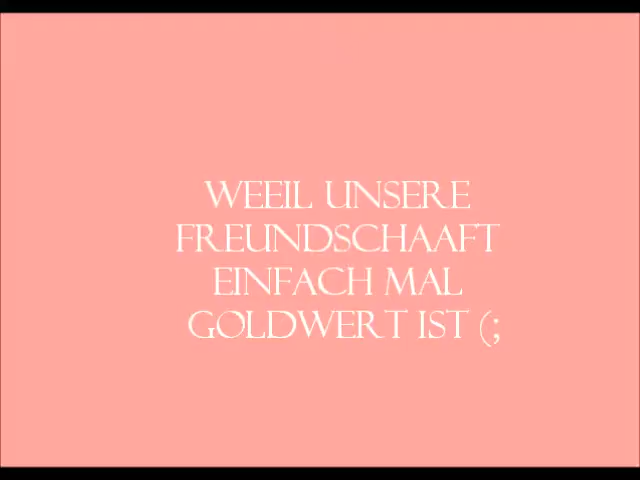 WEEIL UNSERE
FREUNDSCHAAFT
EINFACH MAL
GOLDWERT IST (;